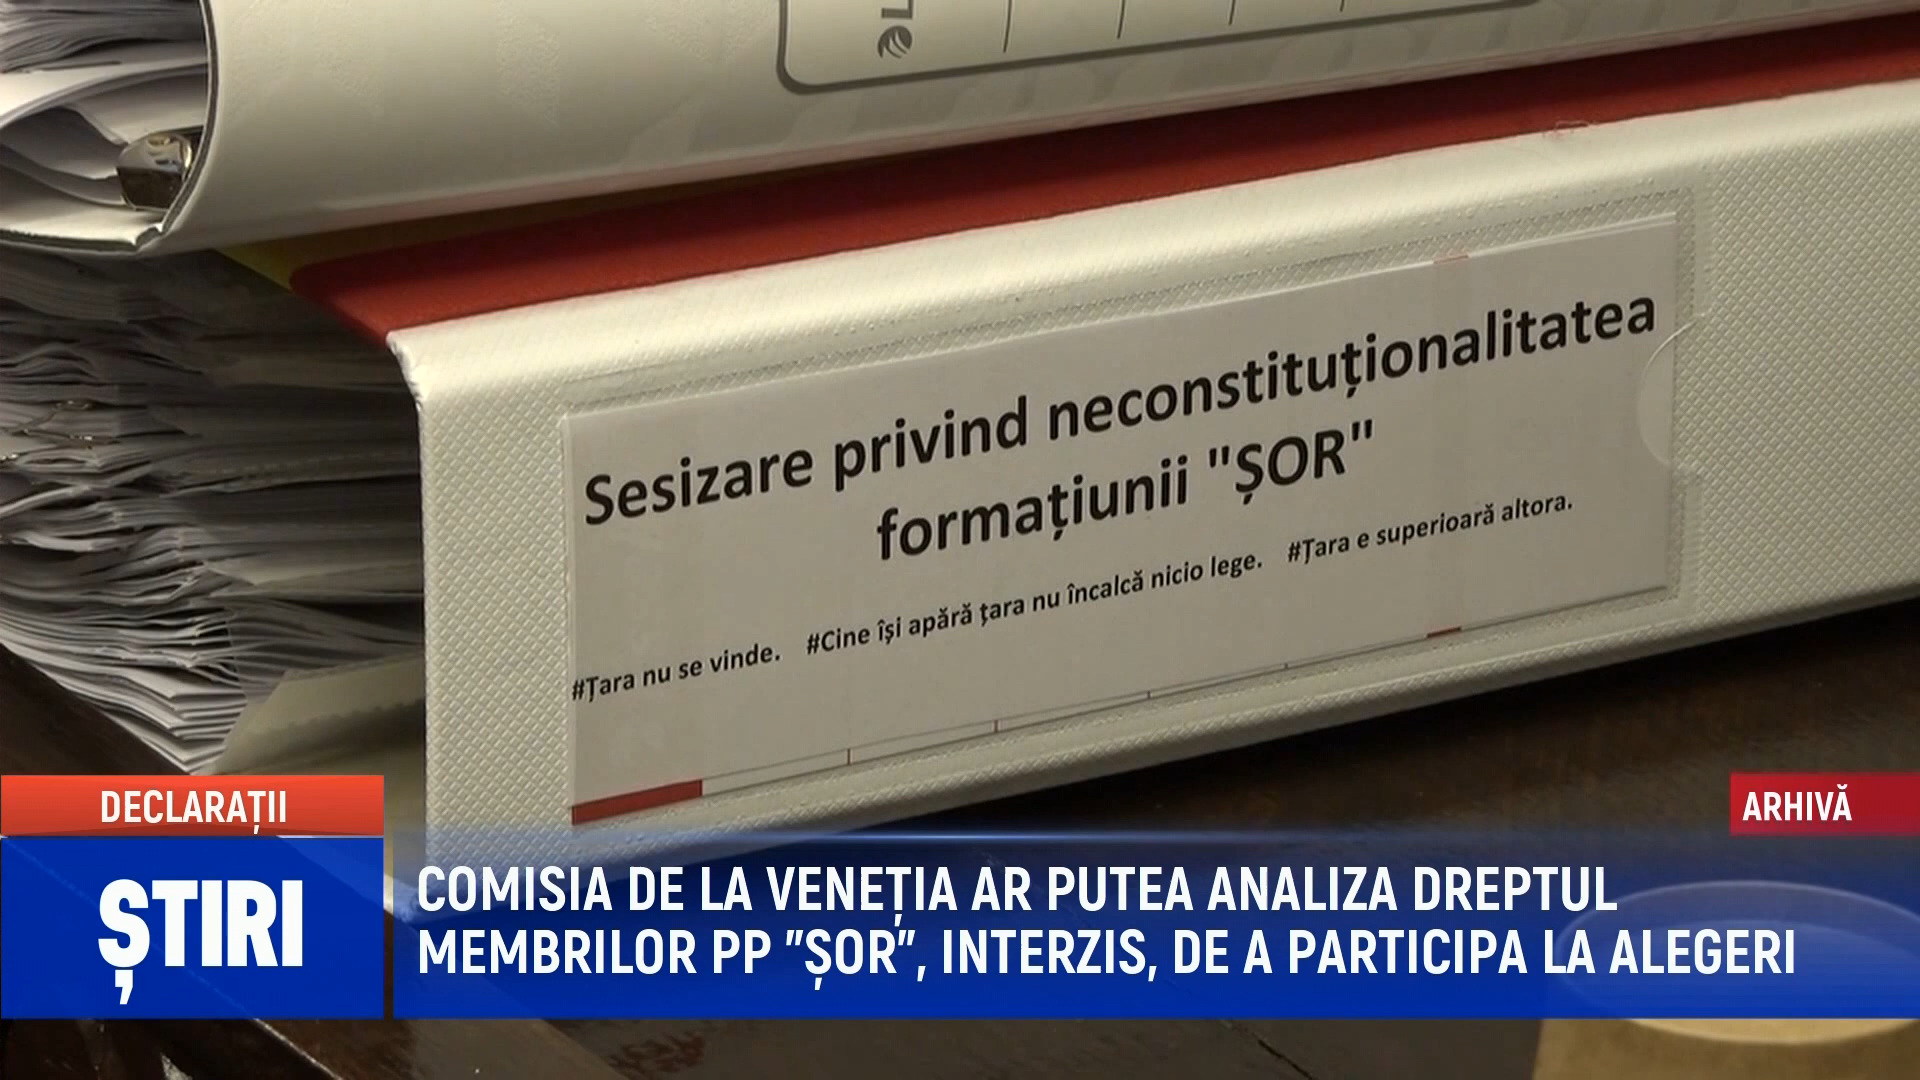 Sesizare privind neconstituționalitatea
formațiunii "ȘOR"
#Țara nu se vinde. #Cine își apără țara nu încalcă nicio lege. #Țara e superioară altora.
DECLARAȚII
ARHIVĂ
ȘTIRI
COMISIA DE LA VENEȚIA AR PUTEA ANALIZA DREPTUL
MEMBRILOR PP "ȘOR", INTERZIS, DE A PARTICIPA LA ALEGERI